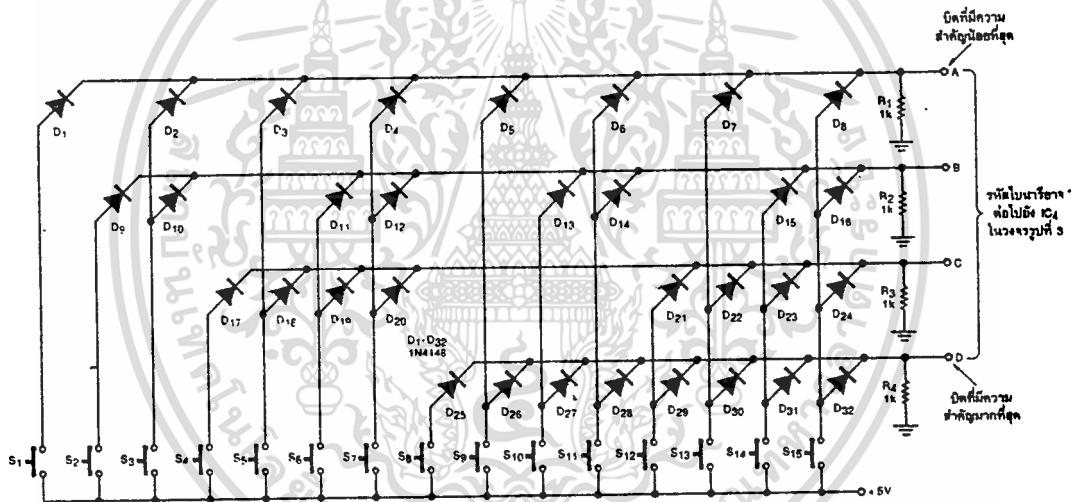 บิตที่มีความ
สำคัญน้อยที่สุด
A
D1
D2
D3
D4
D5
D6
D7
D8
R1
1k
B
D9
D10
D11
D12
D13
D14
D15
D16
R2
1k
รหัสไบนารีอาจ
ต่อไปยัง IC4
ในวงจรรูปที่ 3
C
D17
D18
D19
D20
D21
D22
D23
D24
R3
1k
D1-D32
1N4148
D
D25
D26
D27
D28
D29
D30
D31
D32
R4
1k
บิตที่มีความ
สำคัญมากที่สุด
S1
S2
S3
S4
S5
S6
S7
S8
S9
S10
S11
S12
S13
S14
S15
+5V